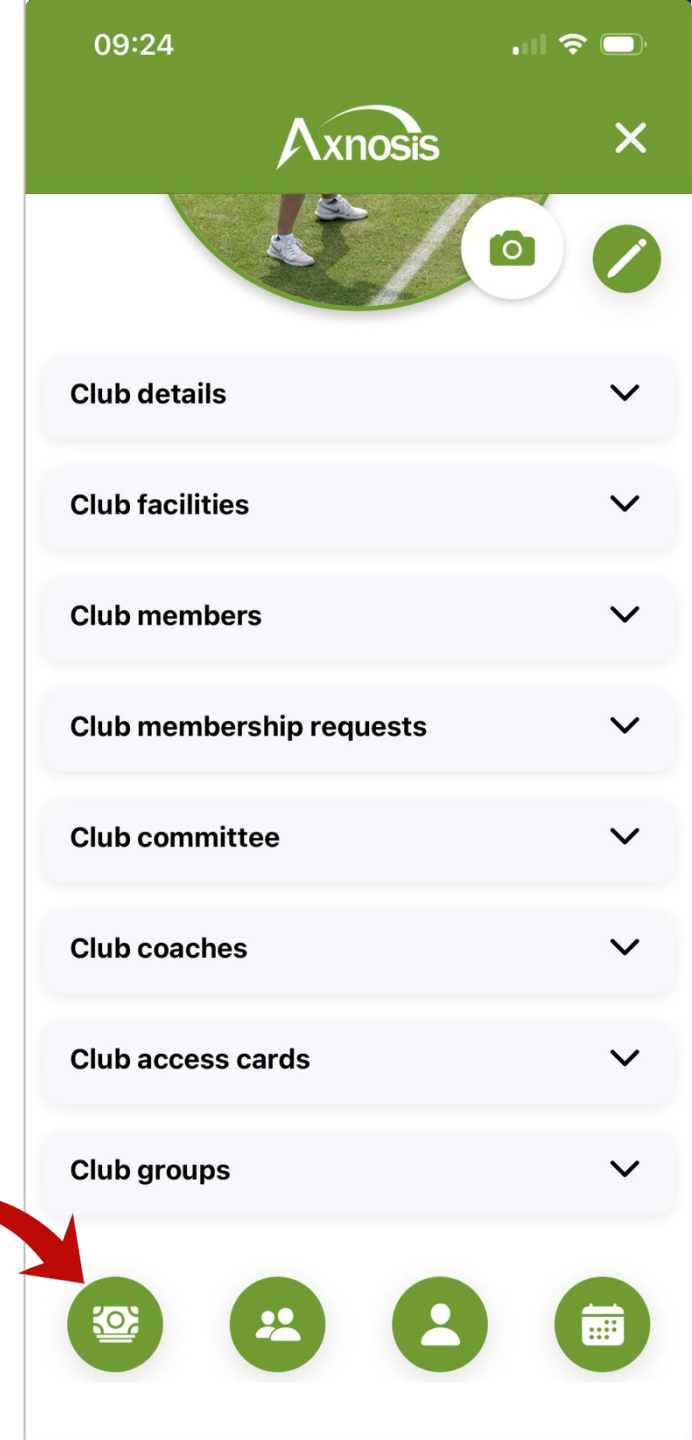 09:24
Axnosis
Club details
Club facilities
Club members
Club membership requests
Club committee
Club coaches
Club access cards
Club groups